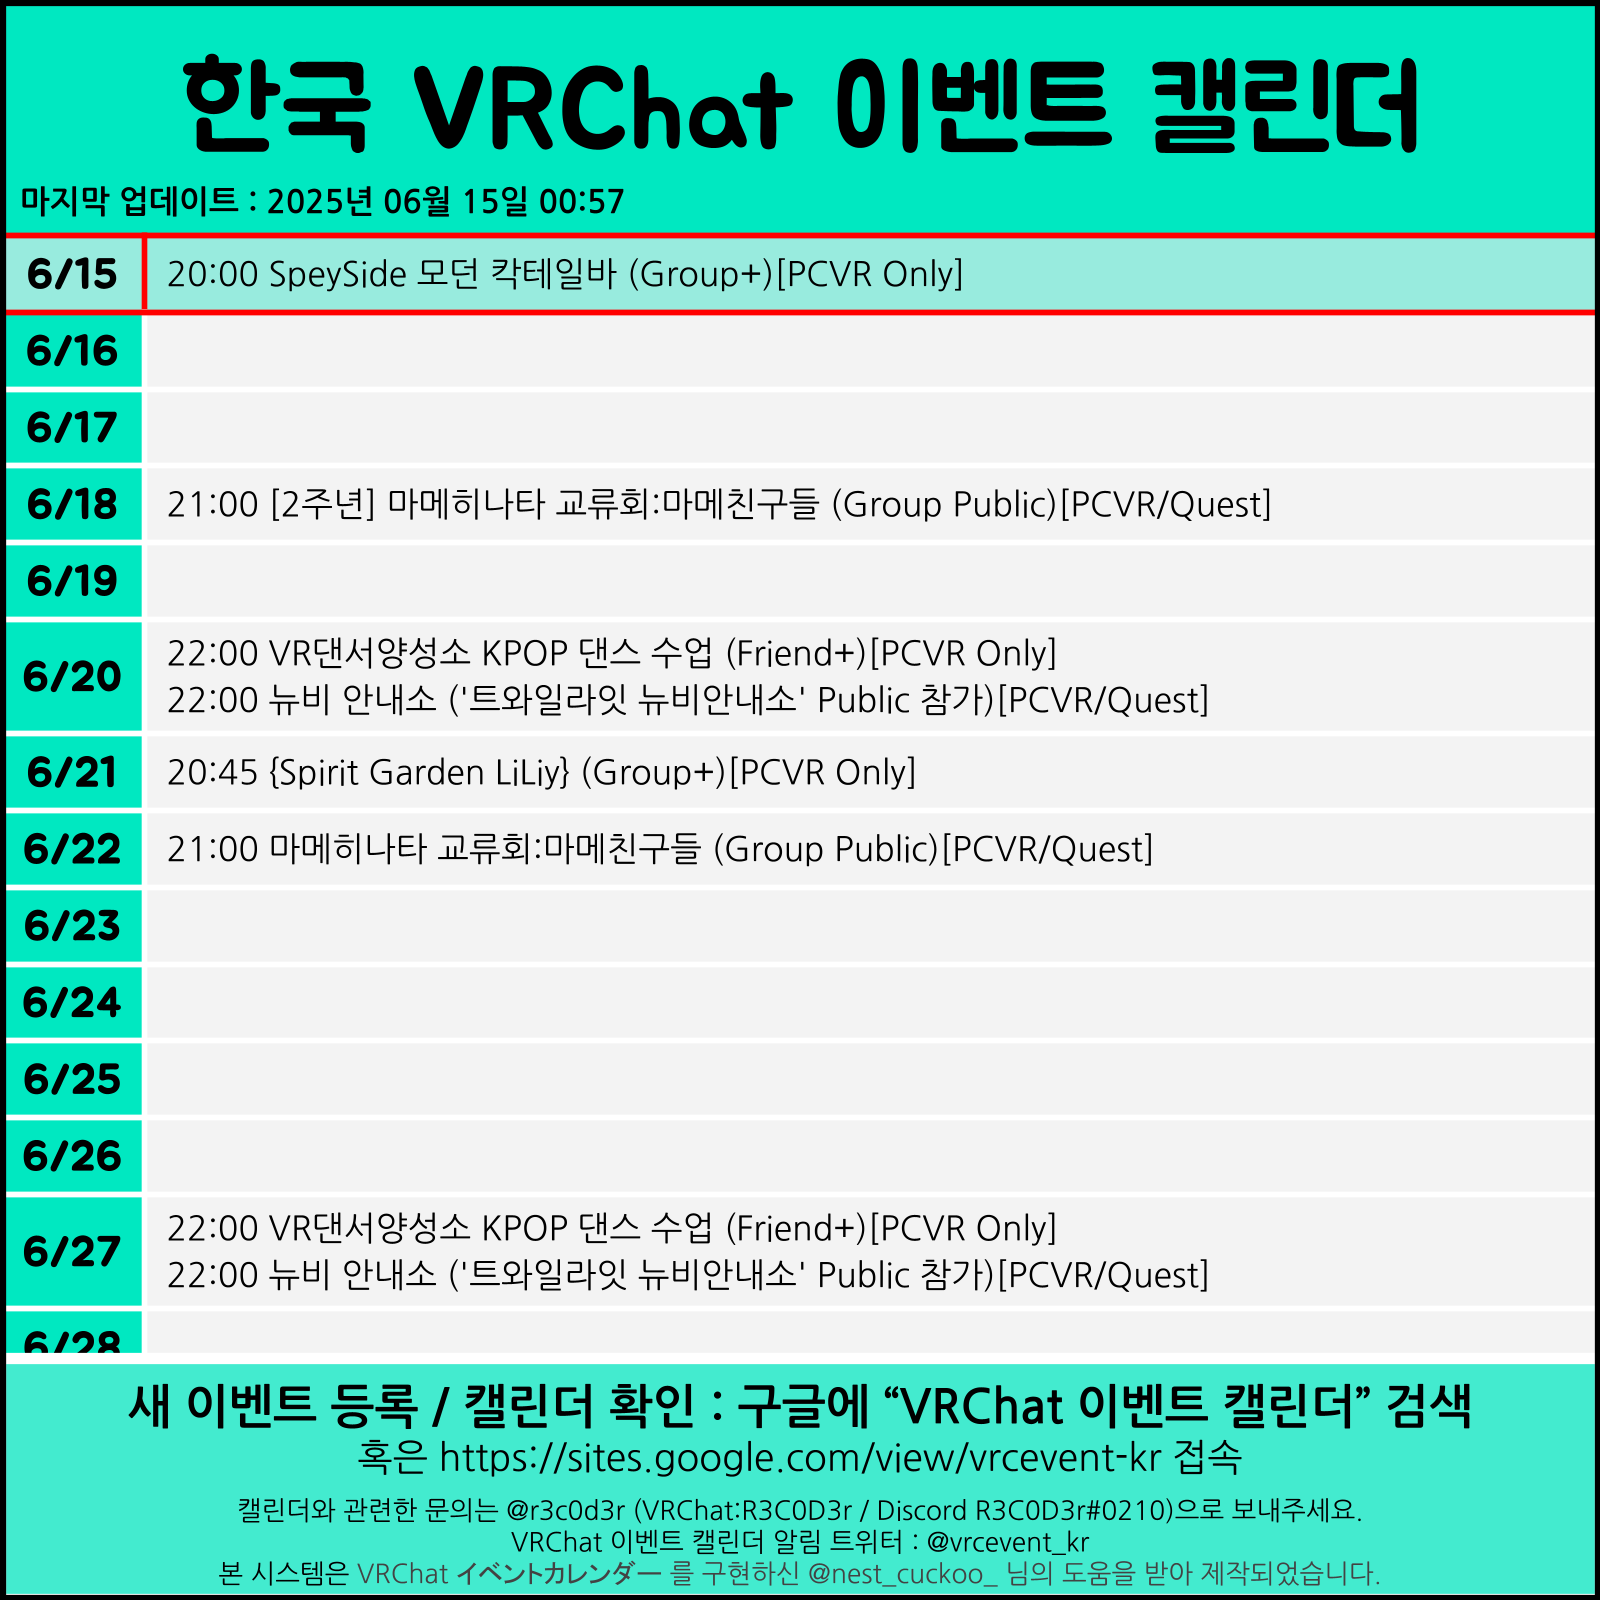 한국 VRChat 이벤트 캘린더
마지막 업데이트 : 2025년 06월 15일 00:57
6/15
20:00 SpeySide 모던 칵테일바 (Group+)[PCVR Only]
6/16
6/17
6/18
21:00 [2주년] 마메히나타 교류회:마메친구들 (Group Public)[PCVR/Quest]
6/19
6/20
22:00 VR댄서양성소 KPOP 댄스 수업 (Friend+)[PCVR Only]
22:00 뉴비 안내소 ('트와일라잇 뉴비안내소' Public 참가)[PCVR/Quest]
6/21
20:45 {Spirit Garden LiLiy} (Group+)[PCVR Only]
6/22
21:00 마메히나타 교류회:마메친구들 (Group Public)[PCVR/Quest]
6/23
6/24
6/25
6/26
6/27
22:00 VR댄서양성소 KPOP 댄스 수업 (Friend+)[PCVR Only]
22:00 뉴비 안내소 ('트와일라잇 뉴비안내소' Public 참가)[PCVR/Quest]
6/28
새 이벤트 등록 / 캘린더 확인 : 구글에 “VRChat 이벤트 캘린더” 검색
혹은 https://sites.google.com/view/vrcevent-kr 접속
캘린더와 관련한 문의는 @r3c0d3r (VRChat:R3C0D3r / Discord R3C0D3r#0210)으로 보내주세요.
VRChat 이벤트 캘린더 알림 트위터 : @vrcevent_kr
본 시스템은 VRChat イベントカレンダー 를 구현하신 @nest_cuckoo_ 님의 도움을 받아 제작되었습니다.